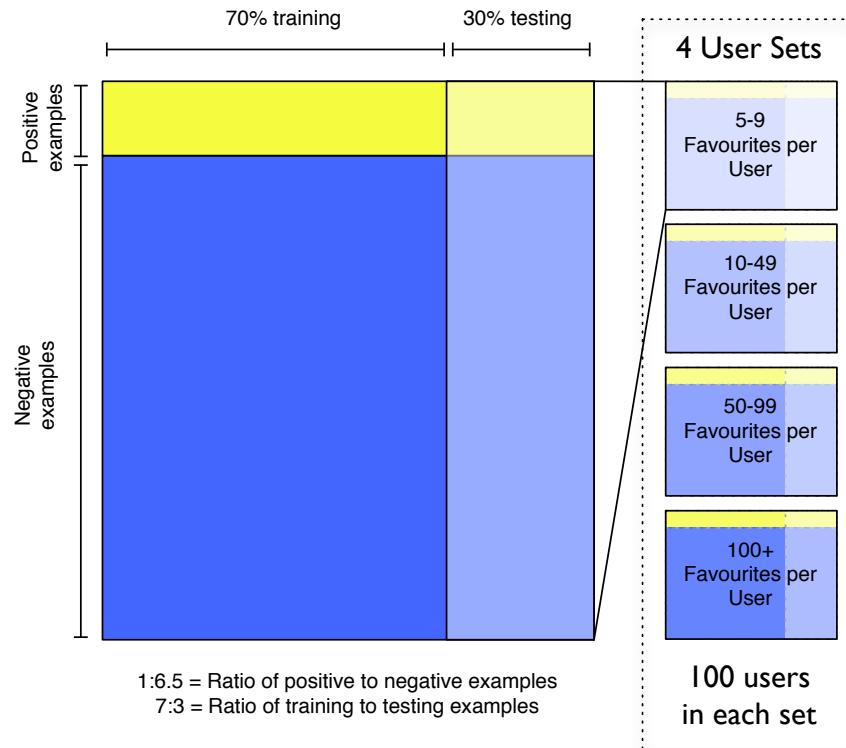 70% training
30% testing
4 User Sets
Positive
examples
Negative
examples
5-9
Favourites per
User
10-49
Favourites per
User
50-99
Favourites per
User
100+
Favourites per
User
1:6.5 = Ratio of positive to negative examples
7:3 = Ratio of training to testing examples
100 users
in each set